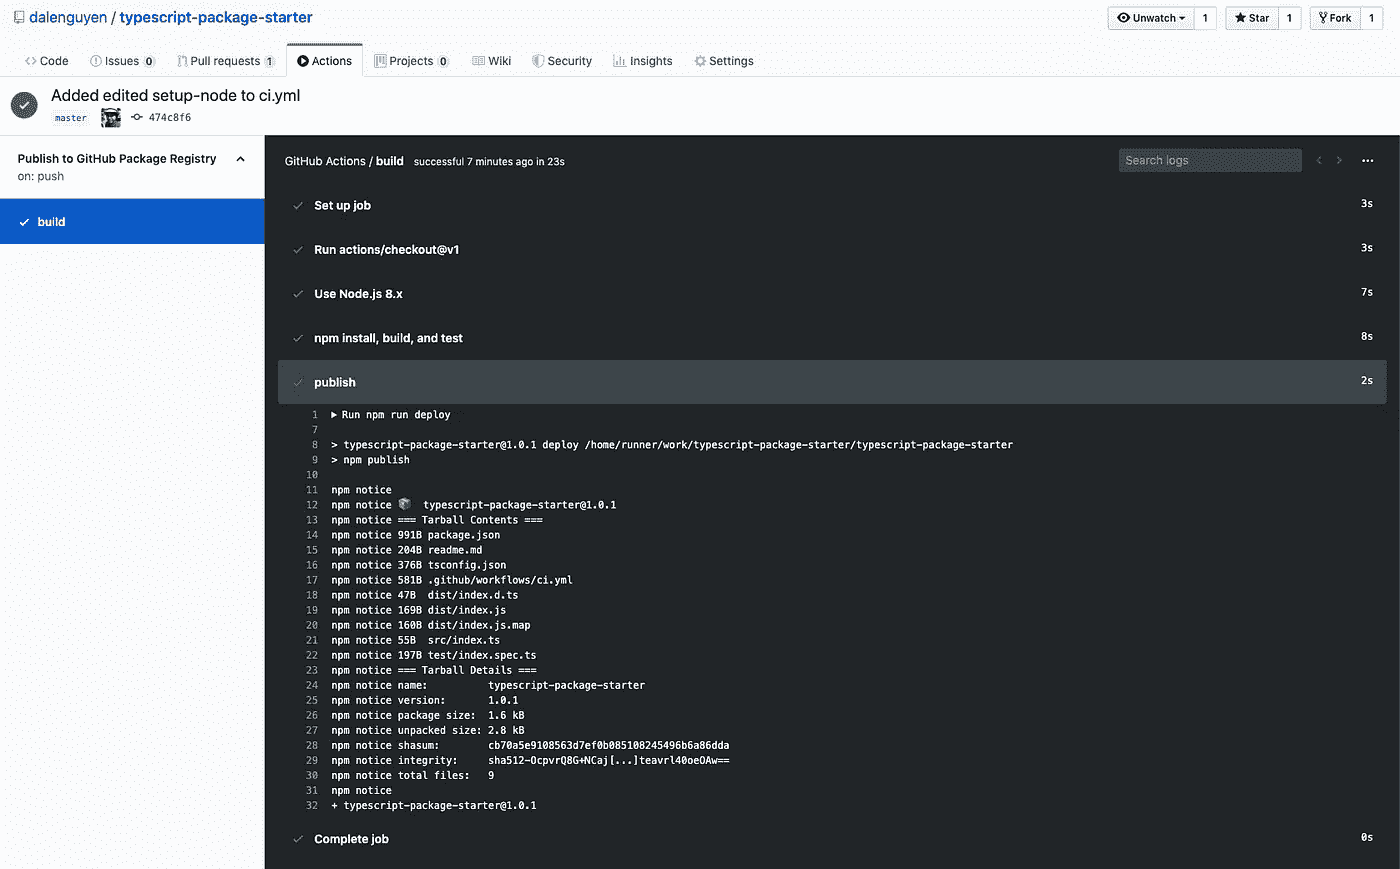 dalenguyen / typescript-package-starter
Unwatch 1 Star 1 Fork 1
Code Issues 0 Pull requests 1 Actions Projects 0 Wiki Security Insights Settings
Added edited setup-node to ci.yml
master 474c8f6
Publish to GitHub Package Registry
on: push
build
GitHub Actions / build successful 7 minutes ago in 23s
Search logs
Set up job 3s
Run actions/checkout@v1 3s
Use Node.js 8.x 7s
npm install, build, and test 8s
publish 2s
1 Run npm run deploy
7
8 > typescript-package-starter@1.0.1 deploy /home/runner/work/typescript-package-starter/typescript-package-starter
9 > npm publish
10
11 npm notice
12 npm notice 📦 typescript-package-starter@1.0.1
13 npm notice === Tarball Contents ===
14 npm notice 991B package.json
15 npm notice 204B readme.md
16 npm notice 376B tsconfig.json
17 npm notice 581B .github/workflows/ci.yml
18 npm notice 47B dist/index.d.ts
19 npm notice 169B dist/index.js
20 npm notice 160B dist/index.js.map
21 npm notice 55B src/index.ts
22 npm notice 197B test/index.spec.ts
23 npm notice === Tarball Details ===
24 npm notice name: typescript-package-starter
25 npm notice version: 1.0.1
26 npm notice package size: 1.6 kB
27 npm notice unpacked size: 2.8 kB
28 npm notice shasum: cb70a5e9108563d7ef0b085108245496b6a86dda
29 npm notice integrity: sha512-OcpvrQ8G+NCaj[...]teavrl40oeOAw==
30 npm notice total files: 9
31 npm notice
32 + typescript-package-starter@1.0.1
Complete job 0s